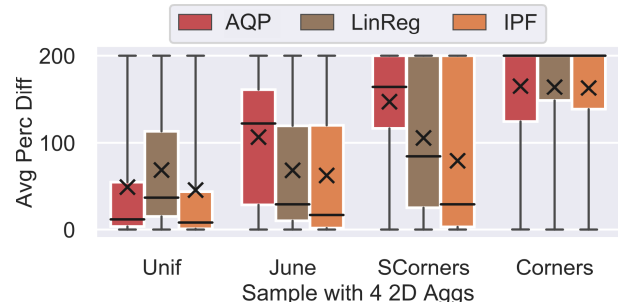 AQP LinReg IPF
200
100
0
Avg Perc Diff
Unif June SCorners Corners
Sample with 4 2D Aggs